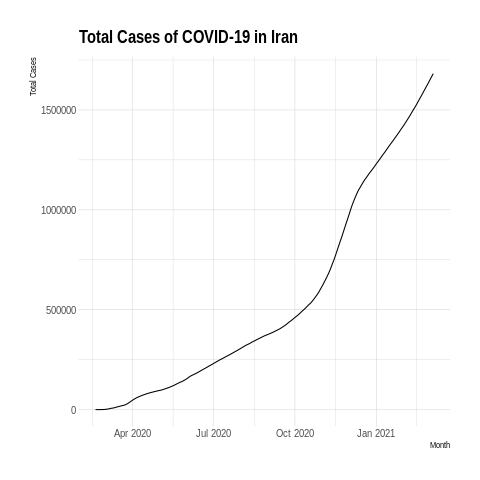 Total Cases of COVID-19 in Iran
Total Cases
1500000
1000000
500000
0
Apr 2020 Jul 2020 Oct 2020 Jan 2021
Month